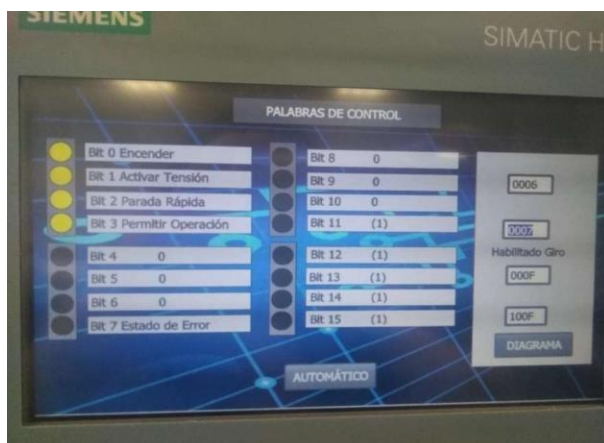 SIEMENS
SIMATIC H
PALABRAS DE CONTROL
Bit 0 Encender
Bit 1 Activar Tensión
Bit 2 Parada Rápida
Bit 3 Permitir Operación
Bit 4 0
Bit 5 0
Bit 6 0
Bit 7 Estado de Error
Bit 8 0
Bit 9 0
Bit 10 0
Bit 11 (1)
Bit 12 (1)
Bit 13 (1)
Bit 14 (1)
Bit 15 (1)
0006
0007
Habilitado Giro
000F
100F
DIAGRAMA
AUTOMÁTICO